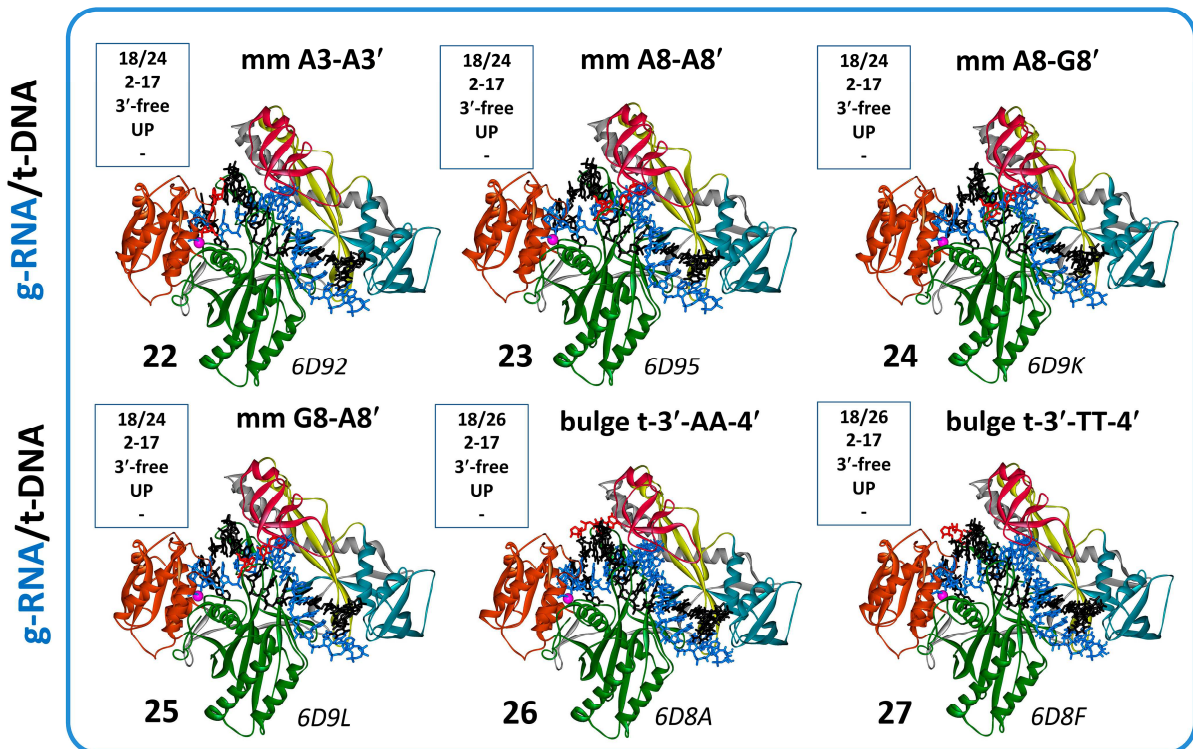 g-RNA/t-DNA
18/24
2-17
3′-free
UP
-
mm A3-A3′
22
6D92
18/24
2-17
3′-free
UP
-
mm A8-A8′
23
6D95
18/24
2-17
3′-free
UP
-
mm A8-G8′
24
6D9K
g-RNA/t-DNA
18/24
2-17
3′-free
UP
-
mm G8-A8′
25
6D9L
18/26
2-17
3′-free
UP
-
bulge t-3′-AA-4′
26
6D8A
18/26
2-17
3′-free
UP
-
bulge t-3′-TT-4′
27
6D8F